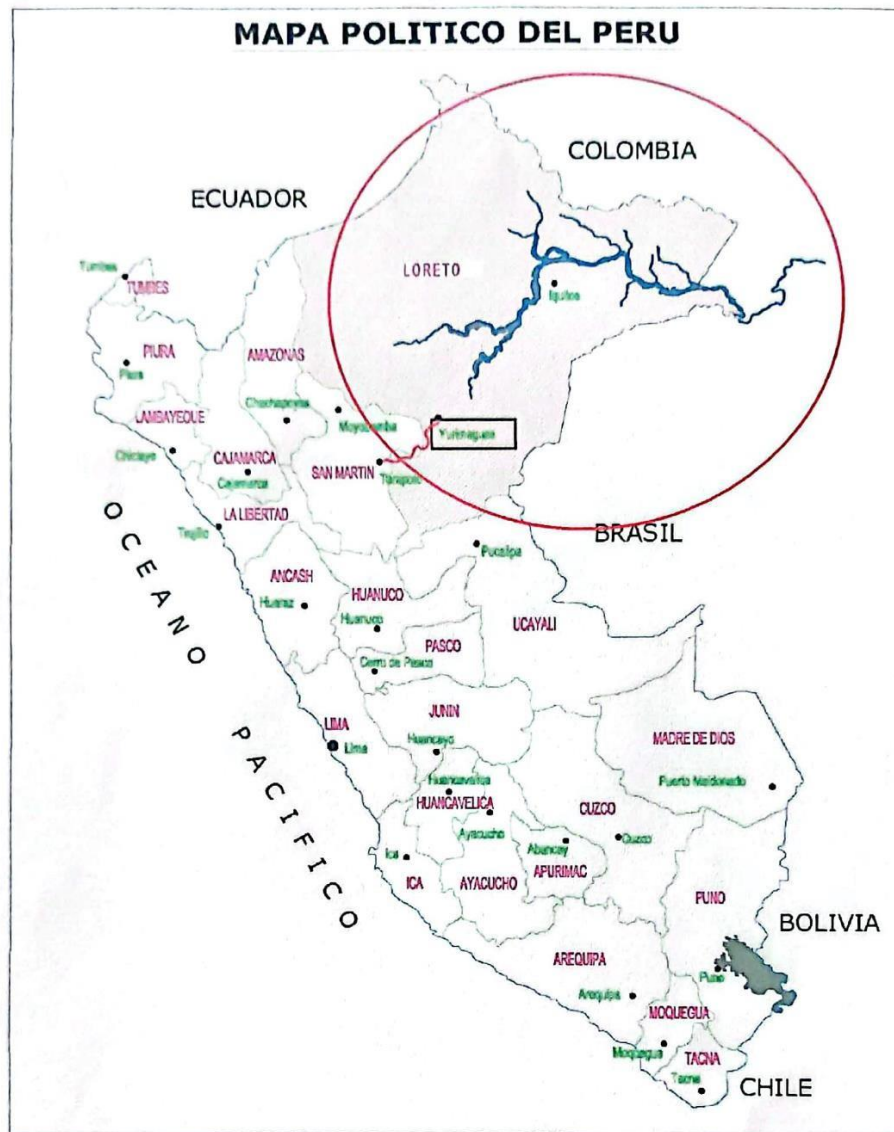 MAPA POLITICO DEL PERU
COLOMBIA
ECUADOR
LORETO
Tumbes
TUMBES
Iquitos
PIURA
Piura
AMAZONAS
LAMBAYEQUE
Chachapoyas
Moyobamba
Yurimaguas
Chiclayo
CAJAMARCA
Cajamarca
SAN MARTIN
Tarapoto
LA LIBERTAD
Trujillo
BRASIL
Pucallpa
ANCASH
Huaraz
HUANUCO
Huanuco
UCAYALI
PASCO
Cerro de Pasco
OCEANO PACIFICO
JUNIN
LIMA
Lima
Huancayo
MADRE DE DIOS
Puerto Maldonado
Huancavelica
HUANCAVELICA
CUZCO
Cuzco
Ayacucho
Abancay
Ica
ICA
AYACUCHO
APURIMAC
PUNO
BOLIVIA
AREQUIPA
Puno
Arequipa
MOQUEGUA
Moquegua
TACNA
Tacna
CHILE